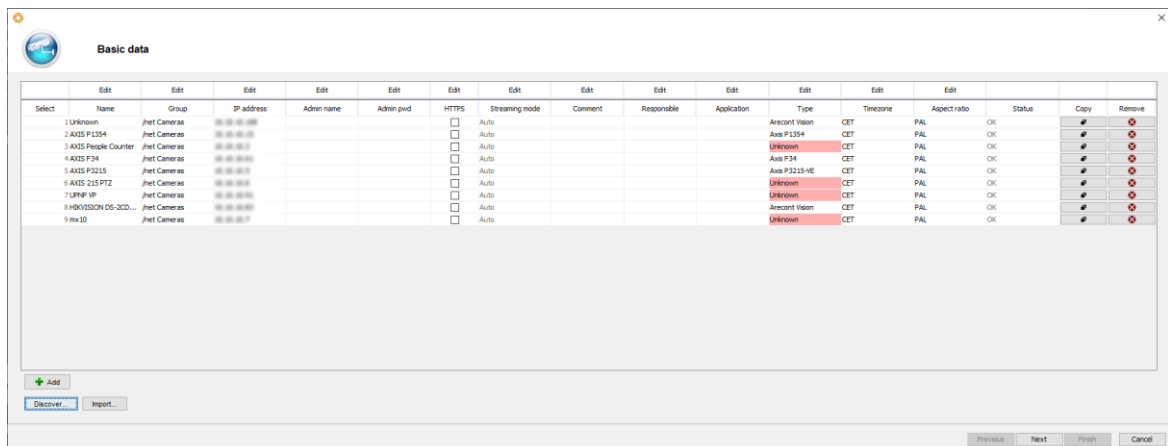 Basic data
Edit Edit Edit Edit Edit Edit Edit Edit Edit Edit Edit Edit Edit
Select Name Group IP address Admin name Admin pwd HTTPS Streaming mode Comment Responsible Application Type Timezone Aspect ratio Status Copy Remove
1 Unknown /net Cameras Auto Arecont Vision CET PAL OK
2 AXIS P1354 /net Cameras Auto Axis P1354 CET PAL OK
3 AXIS People Counter /net Cameras Auto Unknown CET PAL OK
4 AXIS F34 /net Cameras Auto Axis F34 CET PAL OK
5 AXIS P3215 /net Cameras Auto Axis P3215-VE CET PAL OK
6 AXIS 215 PTZ /net Cameras Auto Unknown CET PAL OK
7 UPNP VP /net Cameras Auto Unknown CET PAL OK
8 HIKVISION DS-2CD... /net Cameras Auto Arecont Vision CET PAL OK
9 mx10 /net Cameras Auto Unknown CET PAL OK
Add
Discover... Import...
Previous Next Finish Cancel